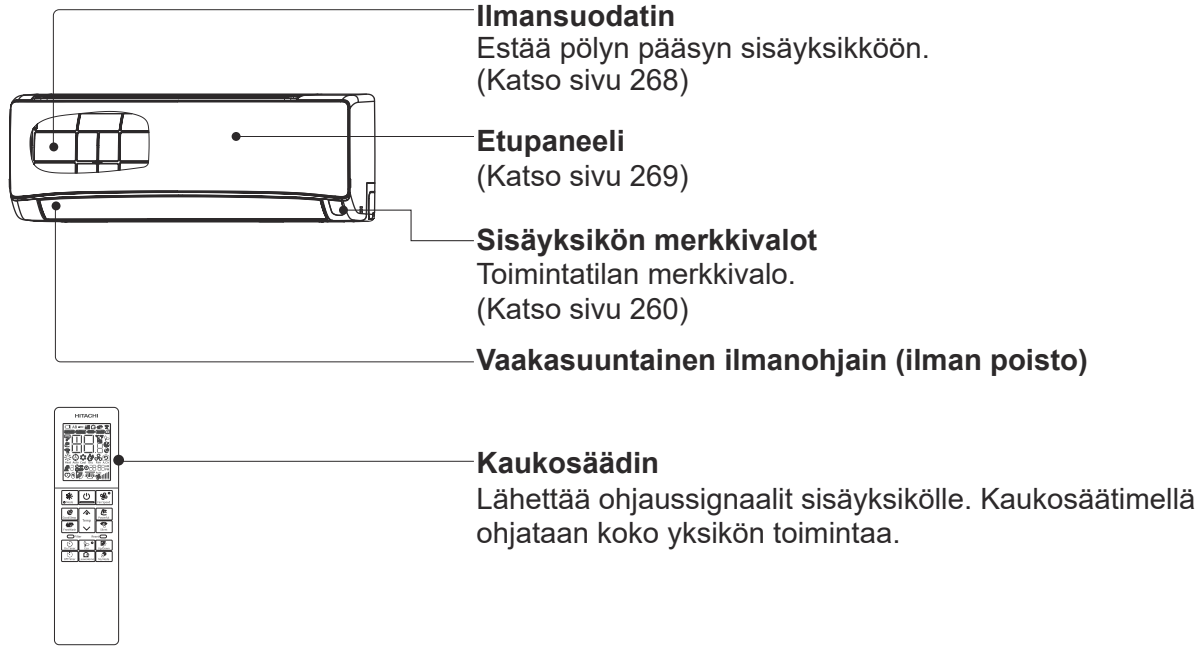 Ilmansuodatin
Estää pölyn pääsyn sisäyksikköön.
(Katso sivu 268)
Etupaneeli
(Katso sivu 269)
Sisäyksikön merkkivalot
Toimintatilan merkkivalo.
(Katso sivu 260)
Vaakasuuntainen ilmanohjain (ilman poisto)
HITACHI
Temp
Kaukosäädin
Lähettää ohjaussignaalit sisäyksikölle. Kaukosäätimellä
ohjataan koko yksikön toimintaa.